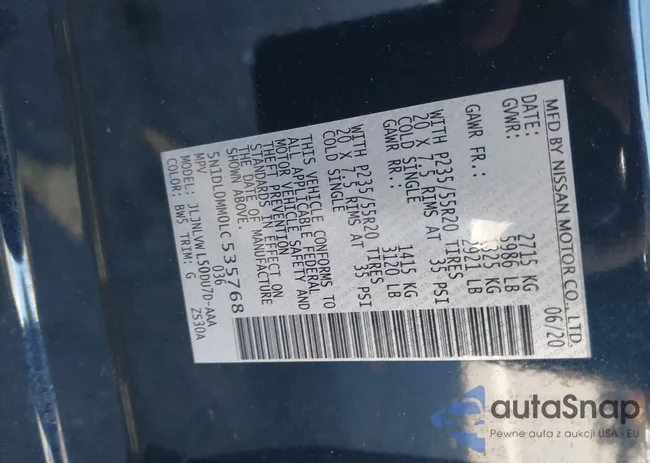 MFD BY NISSAN MOTOR CO., LTD.
DATE: 06/20
GVWR: 2715 KG
5986 LB
GAWR FR.: 1325 KG
2921 LB
WITH P235/55R20 TIRES
20 X 7.5 RIMS AT 35 PSI
COLD SINGLE
GAWR RR.: 1415 KG
3120 LB
WITH P235/55R20 TIRES
20 X 7.5 RIMS AT 35 PSI
COLD SINGLE
THIS VEHICLE CONFORMS TO
ALL APPLICABLE FEDERAL
MOTOR VEHICLE SAFETY AND
THEFT PREVENTION
STANDARDS IN EFFECT ON
THE DATE OF MANUFACTURE
SHOWN ABOVE.
5N1DL0MM0LC535768
MPV 036
MODEL: JLJNLVWL50DU7D-AAA
COLOR: BW5 TRIM: G ZS30A
autaSnap
Pewne auta z aukcji USA i EU